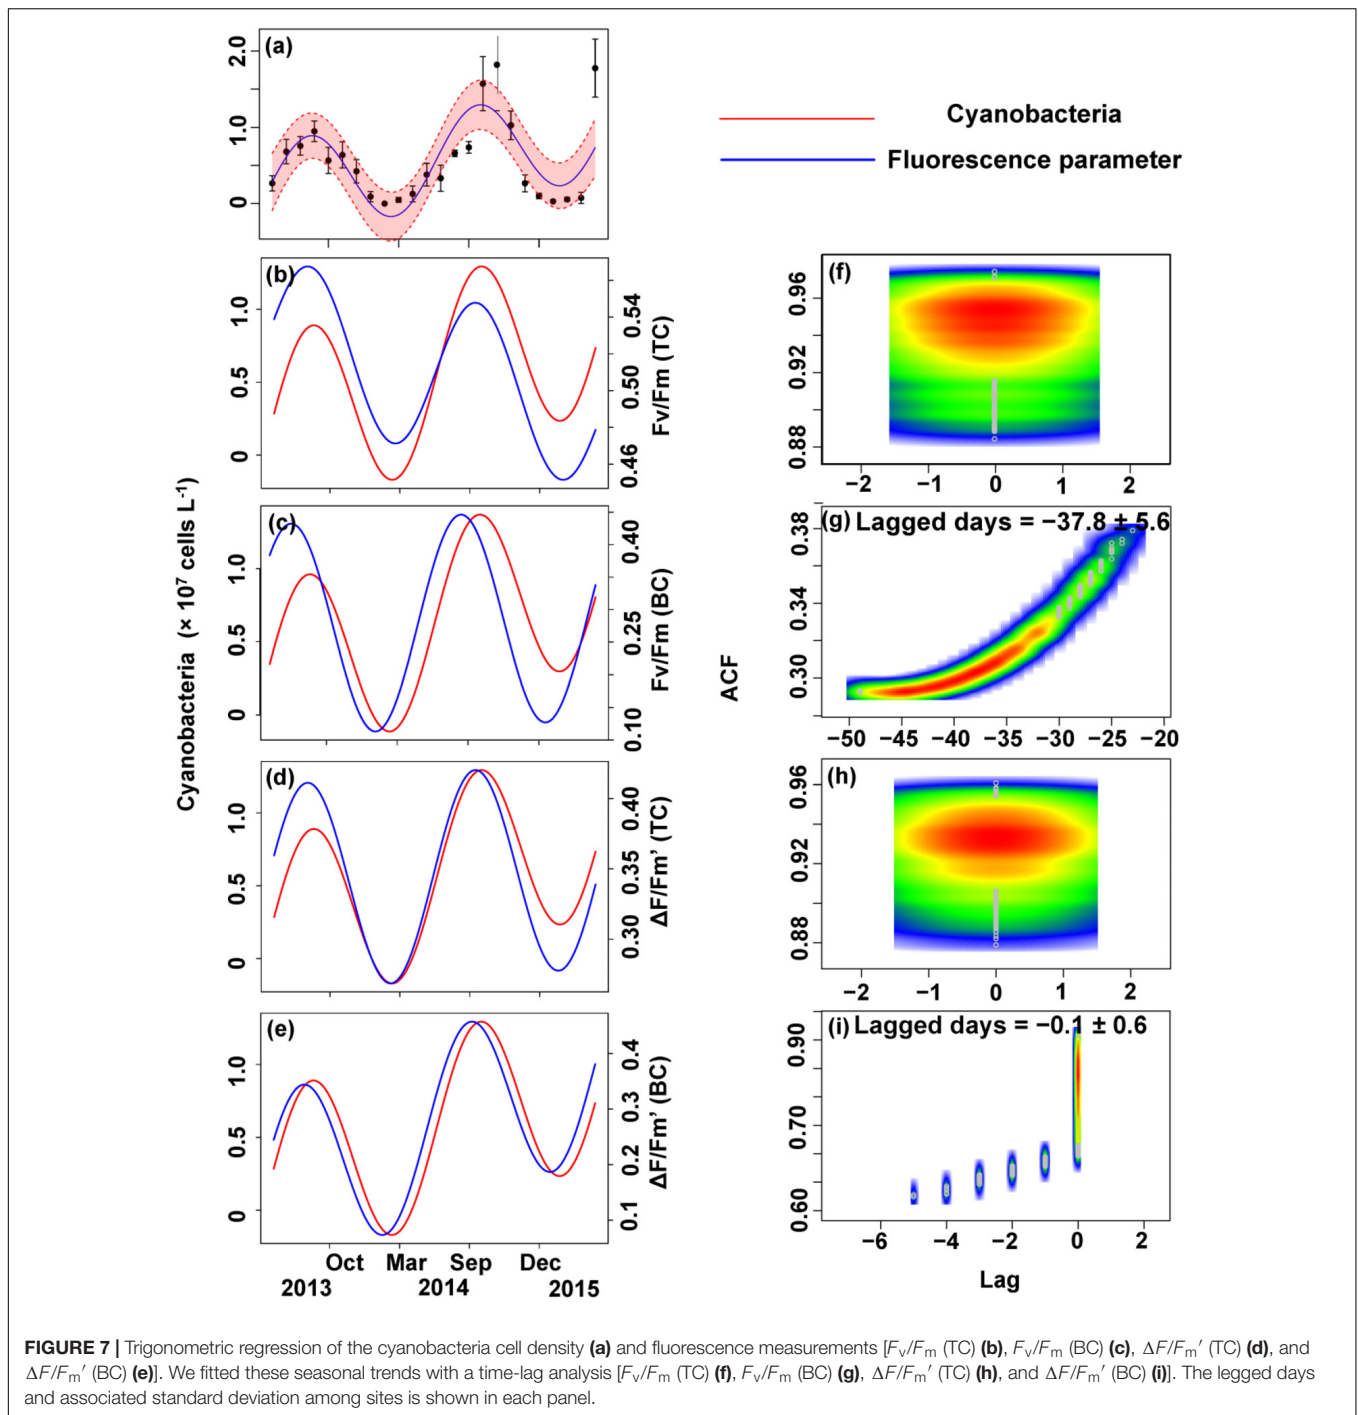 (a)
2.0
1.0
0
Cyanobacteria
Fluorescence parameter
(b)
1.0
0.5
0
0.54
0.50
0.46
Fv/Fm (TC)
(c)
1.0
0.5
0
0.40
0.25
0.10
Fv/Fm (BC)
(d)
1.0
0.5
0
0.40
0.35
0.30
ΔF/Fm' (TC)
(e)
1.0
0.5
0
0.4
0.3
0.2
0.1
ΔF/Fm' (BC)
Cyanobacteria (× 10⁷ cells L⁻¹)
Oct Mar Sep Dec
2013 2014 2015
(f)
0.96
0.92
0.88
−2 −1 0 1 2
(g) Lagged days = −37.8 ± 5.6
0.38
0.34
0.30
−50 −45 −40 −35 −30 −25 −20
ACF
(h)
0.96
0.92
0.88
−2 −1 0 1 2
(i) Lagged days = −0.1 ± 0.6
0.90
0.70
0.60
−6 −4 −2 0 2
Lag
FIGURE 7 | Trigonometric regression of the cyanobacteria cell density (a) and fluorescence measurements [Fv/Fm (TC) (b), Fv/Fm (BC) (c), ΔF/Fm′ (TC) (d), and
ΔF/Fm′ (BC) (e)]. We fitted these seasonal trends with a time-lag analysis [Fv/Fm (TC) (f), Fv/Fm (BC) (g), ΔF/Fm′ (TC) (h), and ΔF/Fm′ (BC) (i)]. The legged days
and associated standard deviation among sites is shown in each panel.